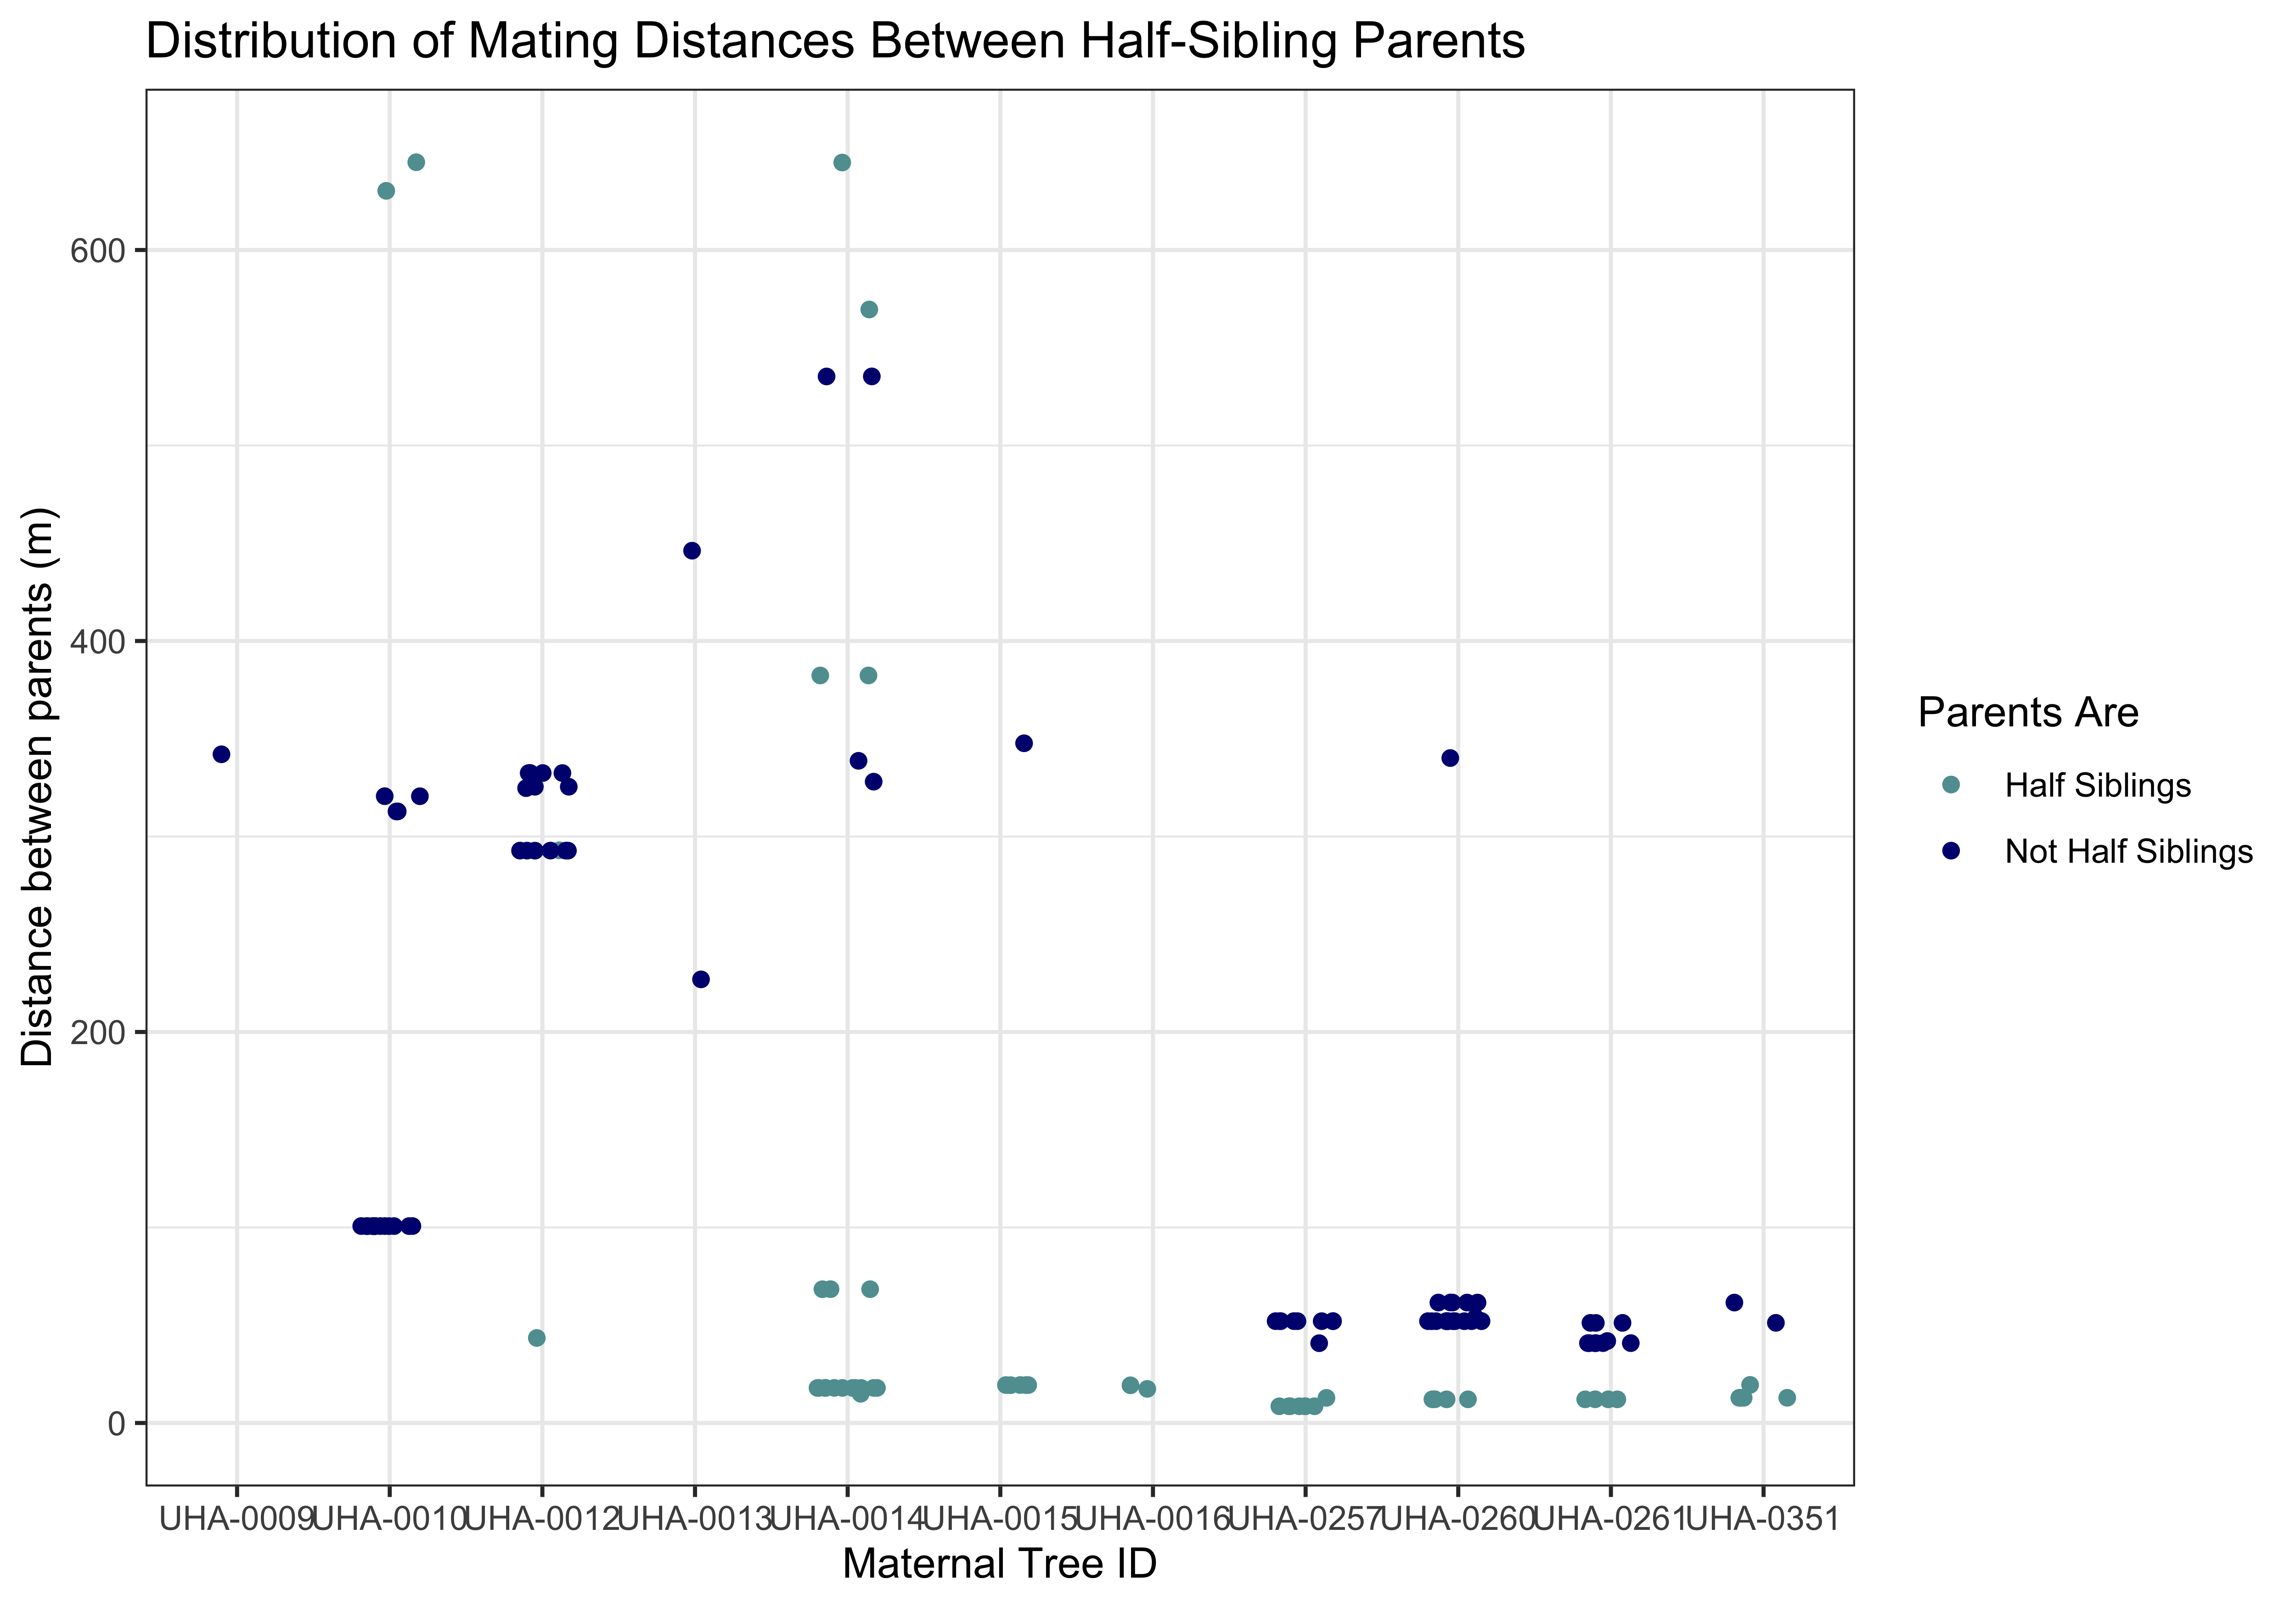 Distribution of Mating Distances Between Half-Sibling Parents
Distance between parents (m)
600
400
200
0
UHA-0009 UHA-0010 UHA-0012 UHA-0013 UHA-0014 UHA-0015 UHA-0016 UHA-0257 UHA-0260 UHA-0261 UHA-0351
Maternal Tree ID
Parents Are
Half Siblings
Not Half Siblings